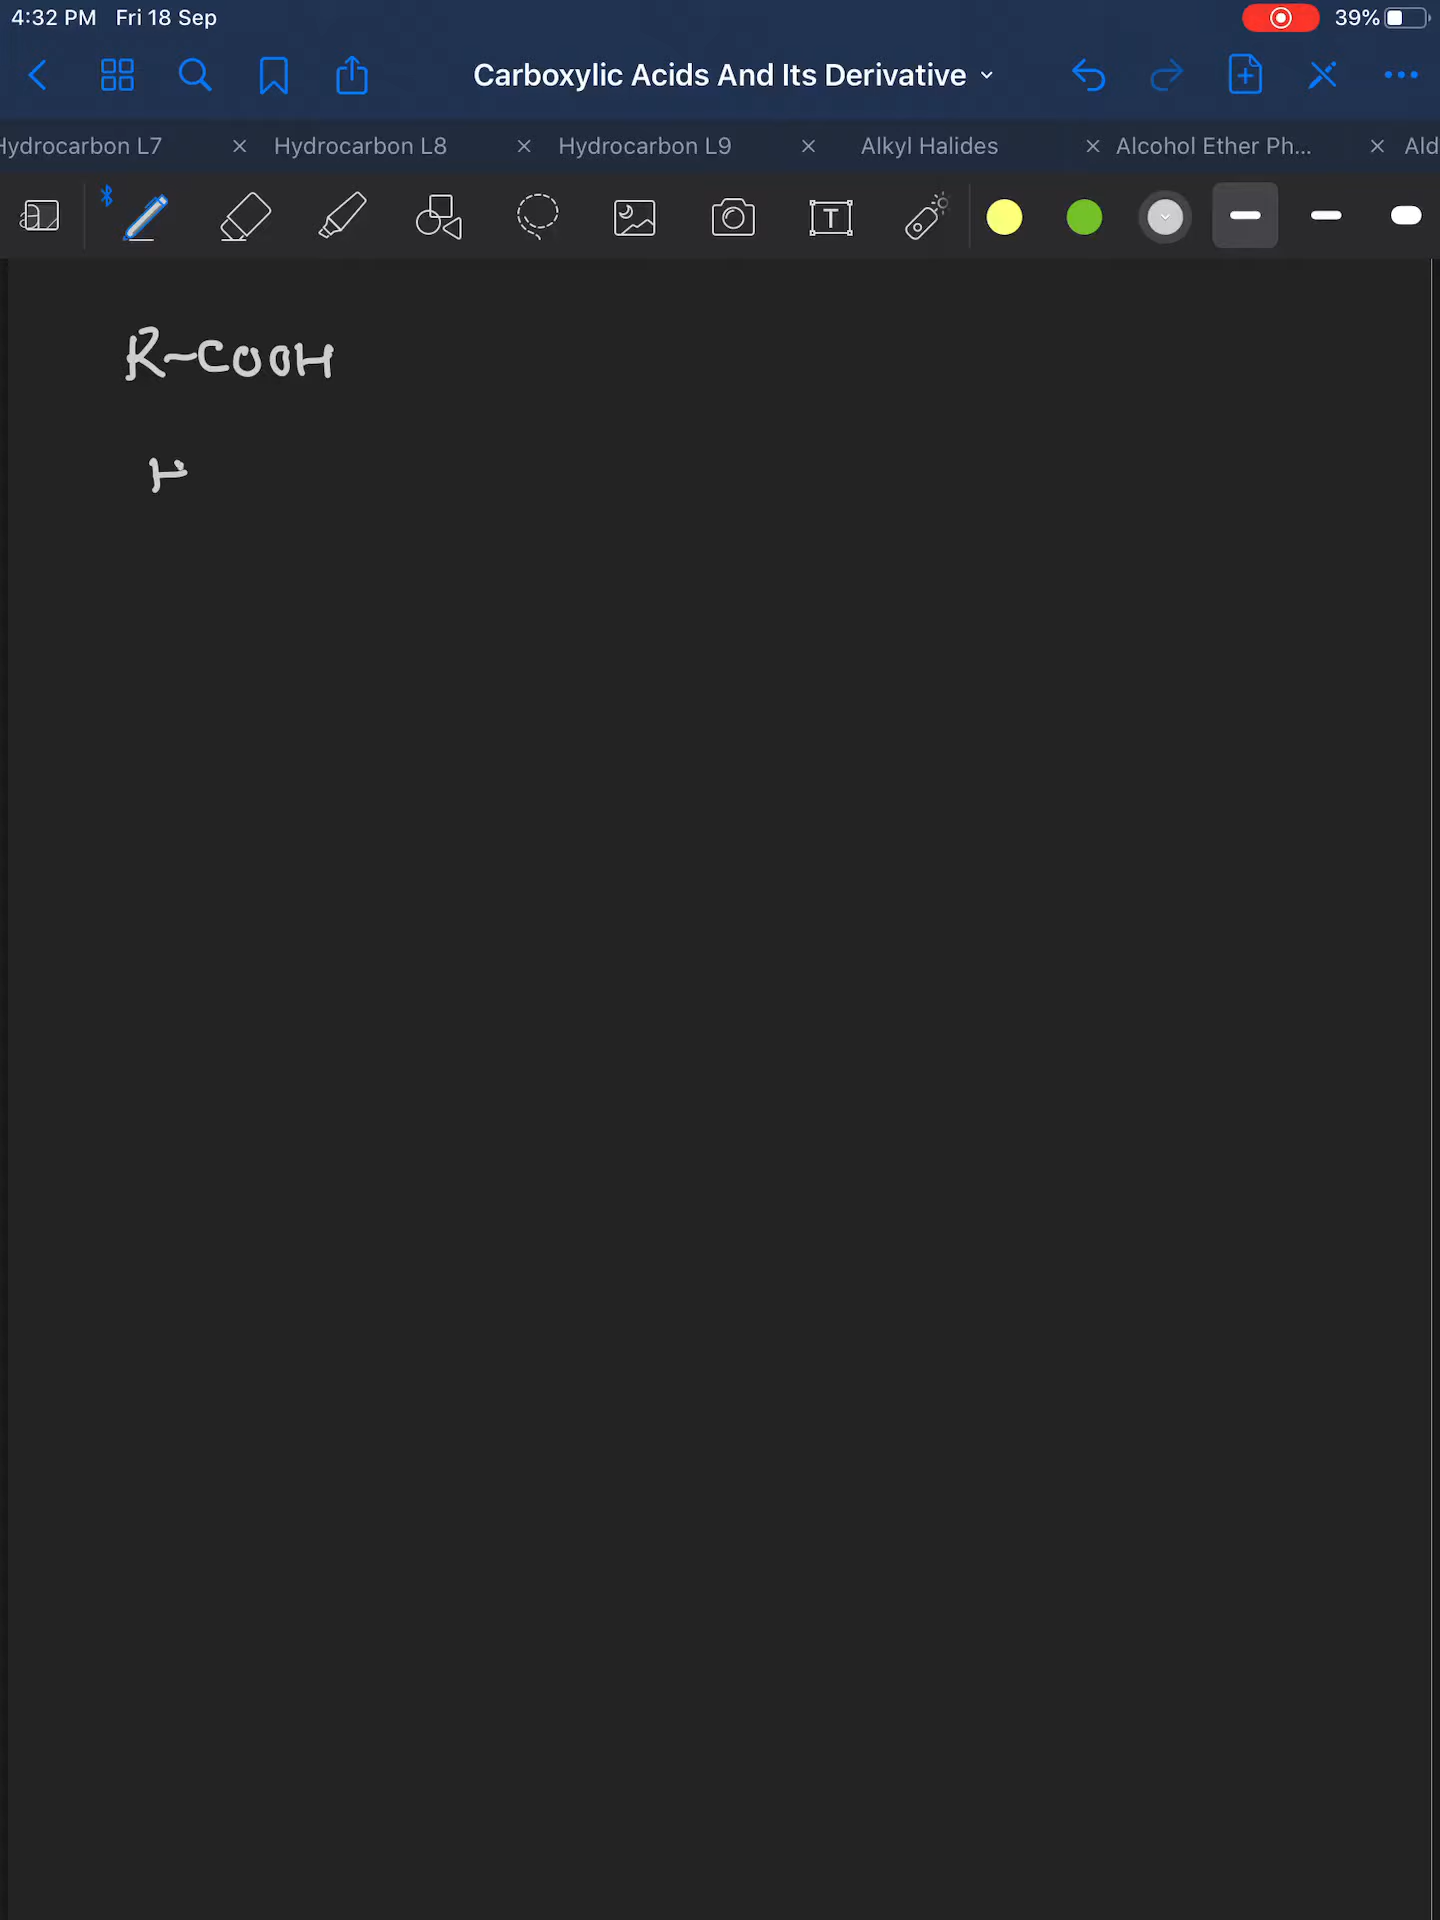 4:32 PM Fri 18 Sep 39%
Carboxylic Acids And Its Derivative
Hydrocarbon L7 Hydrocarbon L8 Hydrocarbon L9 Alkyl Halides Alcohol Ether Ph... Ald
T
R-COOH